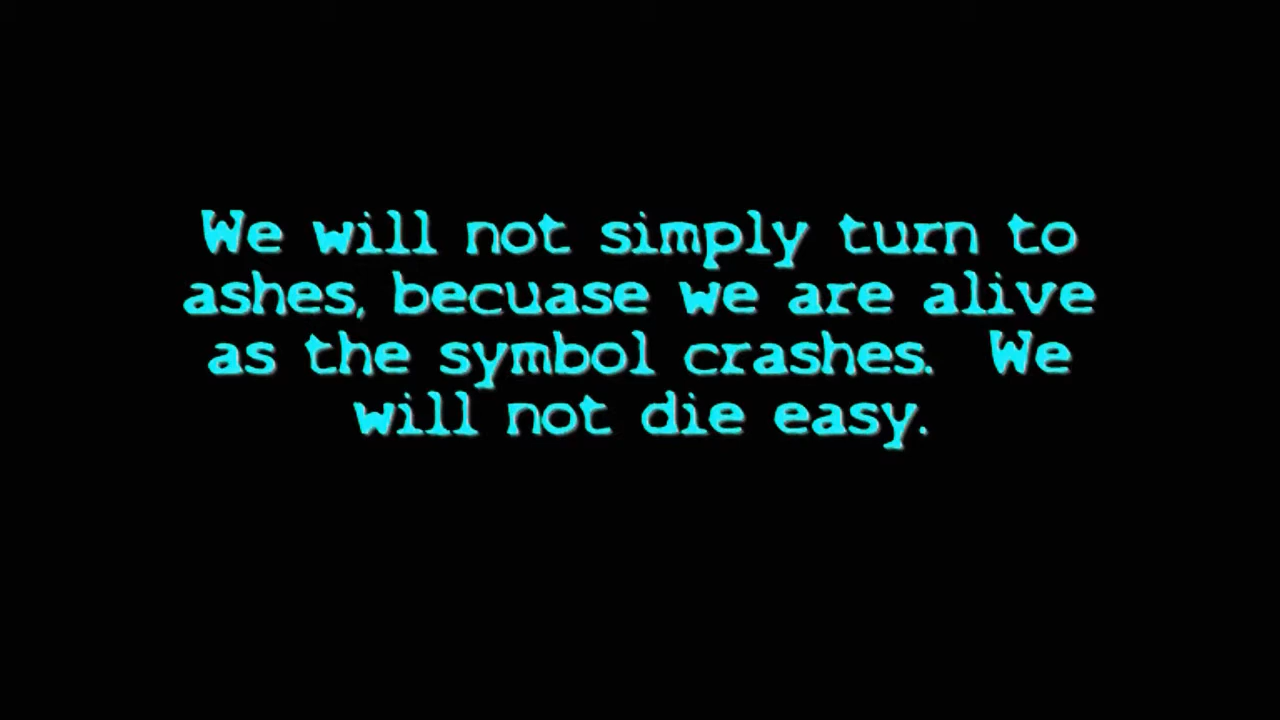 We will not simply turn to
ashes, becuase we are alive
as the symbol crashes.  We
will not die easy.